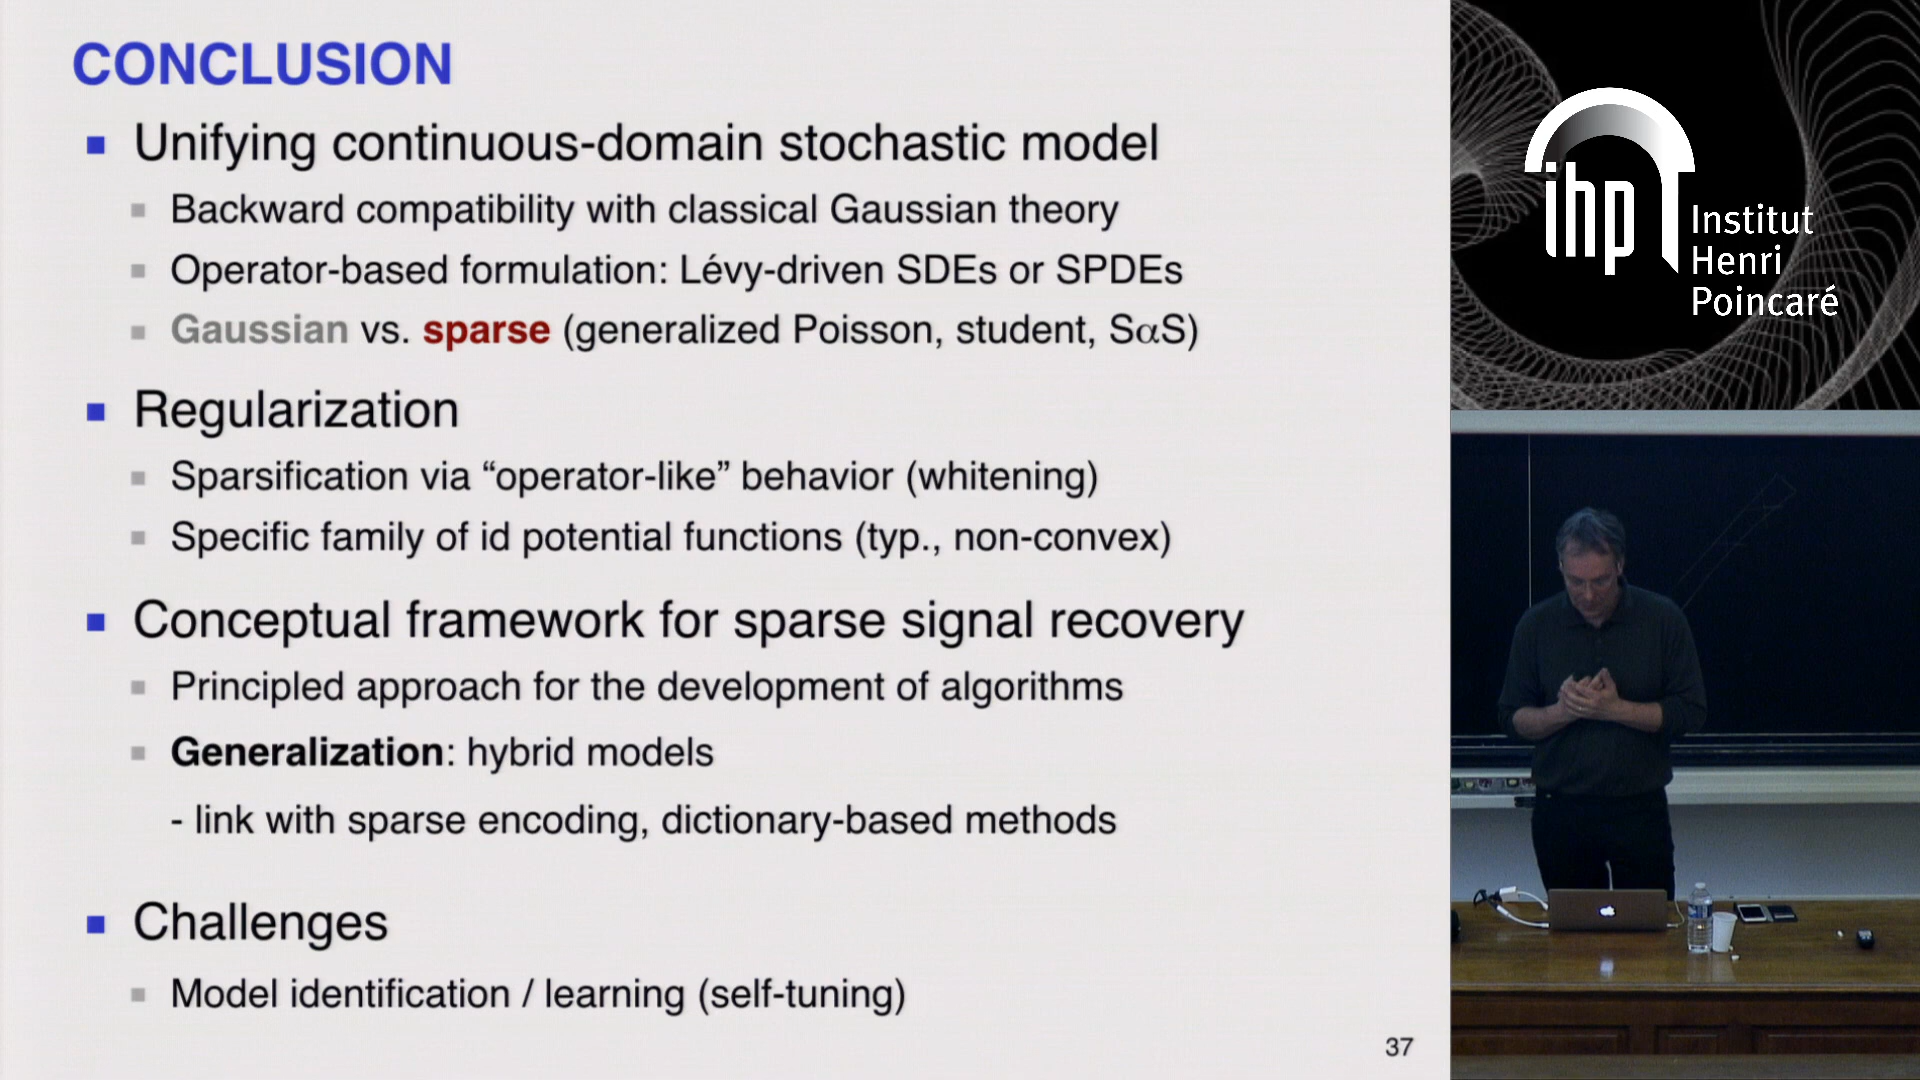 CONCLUSION
Unifying continuous-domain stochastic model
Backward compatibility with classical Gaussian theory
Operator-based formulation: Lévy-driven SDEs or SPDEs
Gaussian vs. sparse (generalized Poisson, student, SαS)
Regularization
Sparsification via “operator-like” behavior (whitening)
Specific family of id potential functions (typ., non-convex)
Conceptual framework for sparse signal recovery
Principled approach for the development of algorithms
Generalization: hybrid models
- link with sparse encoding, dictionary-based methods
Challenges
Model identification / learning (self-tuning)
37
ihp
Institut
Henri
Poincaré